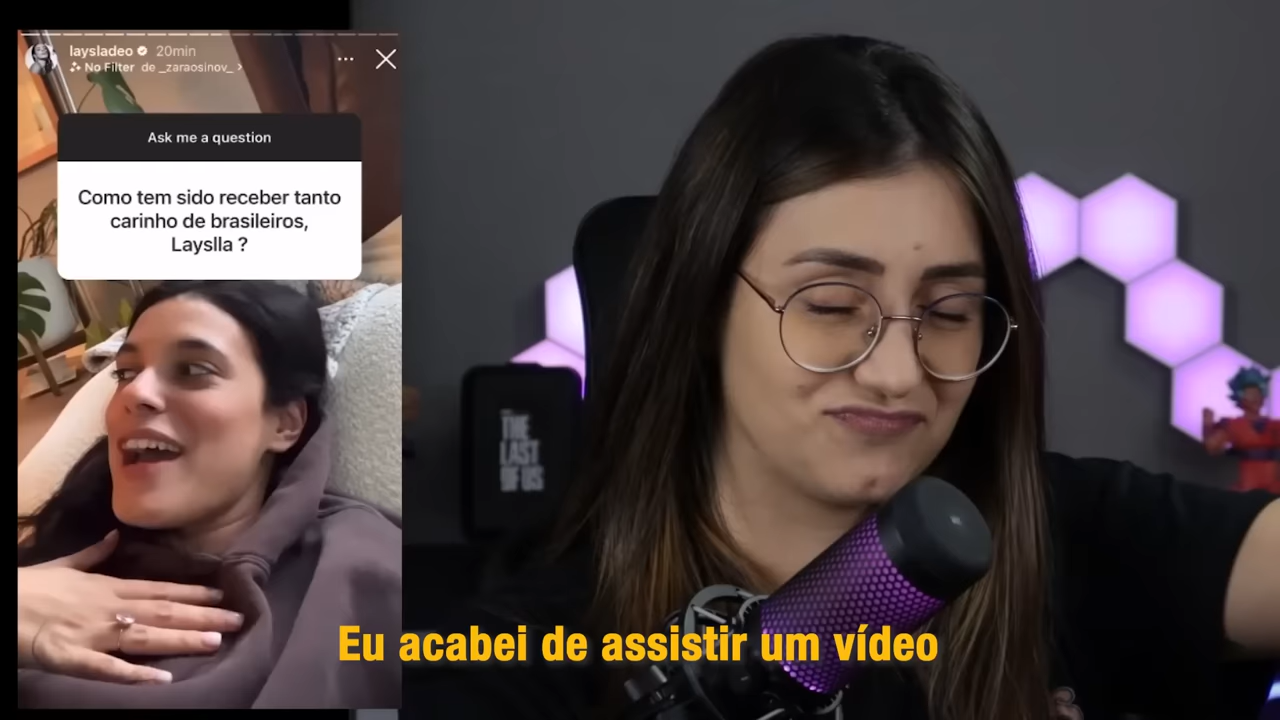 laysladeo 20min
No Filter de _zaraosinov_ >
Ask me a question
Como tem sido receber tanto
carinho de brasileiros,
Layslla ?
THE
LAST
OF US
Eu acabei de assistir um vídeo